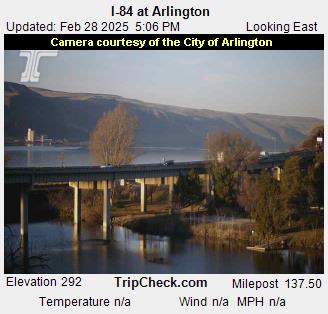 I-84 at Arlington
Updated: Feb 28 2025 5:06 PM Looking East
Camera courtesy of the City of Arlington
Elevation 292 TripCheck.com Milepost 137.50
Temperature n/a Wind n/a MPH n/a